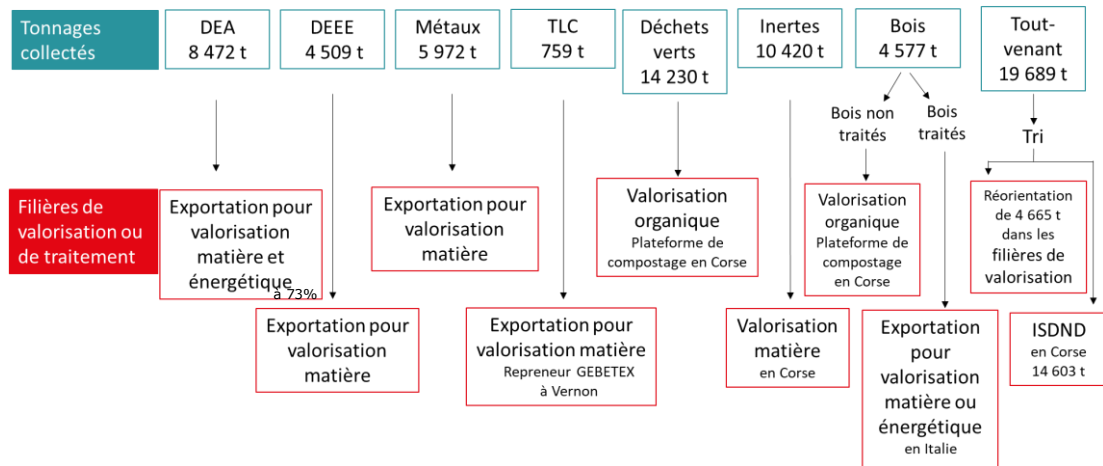 Tonnages
collectés
DEA
8 472 t
DEEE
4 509 t
Métaux
5 972 t
TLC
759 t
Déchets
verts
14 230 t
Inertes
10 420 t
Bois
4 577 t
Tout-
venant
19 689 t
Bois non
traités
Bois
traités
Tri
Filières de
valorisation ou
de traitement
Exportation pour
valorisation
matière et
énergétique
à 73%
Exportation pour
valorisation
matière
Exportation pour
valorisation
matière
Exportation pour
valorisation matière
Repreneur GEBETEX
à Vernon
Valorisation
organique
Plateforme de
compostage en Corse
Valorisation
matière
en Corse
Valorisation
organique
Plateforme de
compostage
en Corse
Exportation
pour
valorisation
matière ou
énergétique
en Italie
Réorientation
de 4 665 t
dans les
filières de
valorisation
ISDND
en Corse
14 603 t